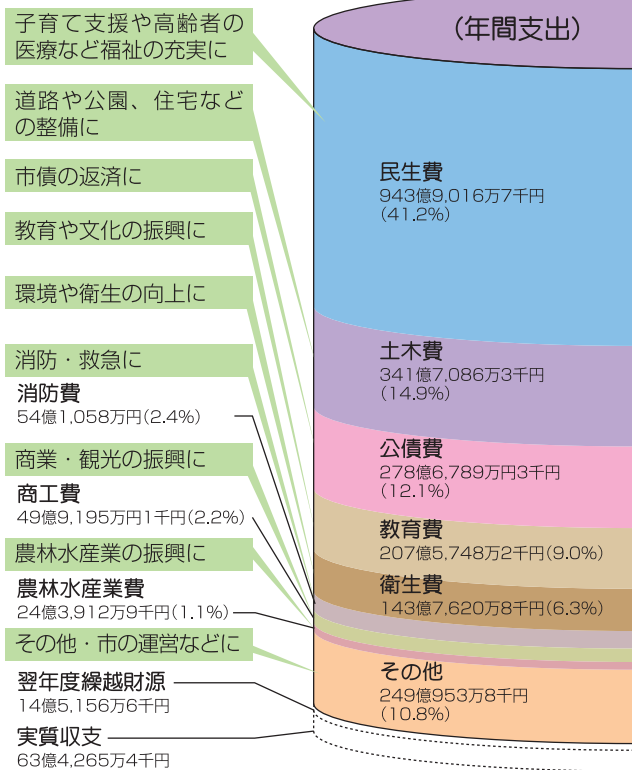 子育て支援や高齢者の
医療など福祉の充実に
道路や公園、住宅など
の整備に
市債の返済に
教育や文化の振興に
環境や衛生の向上に
消防・救急に
消防費
54億1,058万円(2.4%)
商業・観光の振興に
商工費
49億9,195万円1千円(2.2%)
農林水産業の振興に
農林水産業費
24億3,912万9千円(1.1%)
その他・市の運営などに
翌年度繰越財源
14億5,156万6千円
実質収支
63億4,265万4千円
(年間支出)
民生費
943億9,016万7千円
(41.2%)
土木費
341億7,086万3千円
(14.9%)
公債費
278億6,789万円3千円
(12.1%)
教育費
207億5,748万2千円(9.0%)
衛生費
143億7,620万8千円(6.3%)
その他
249億953万8千円
(10.8%)